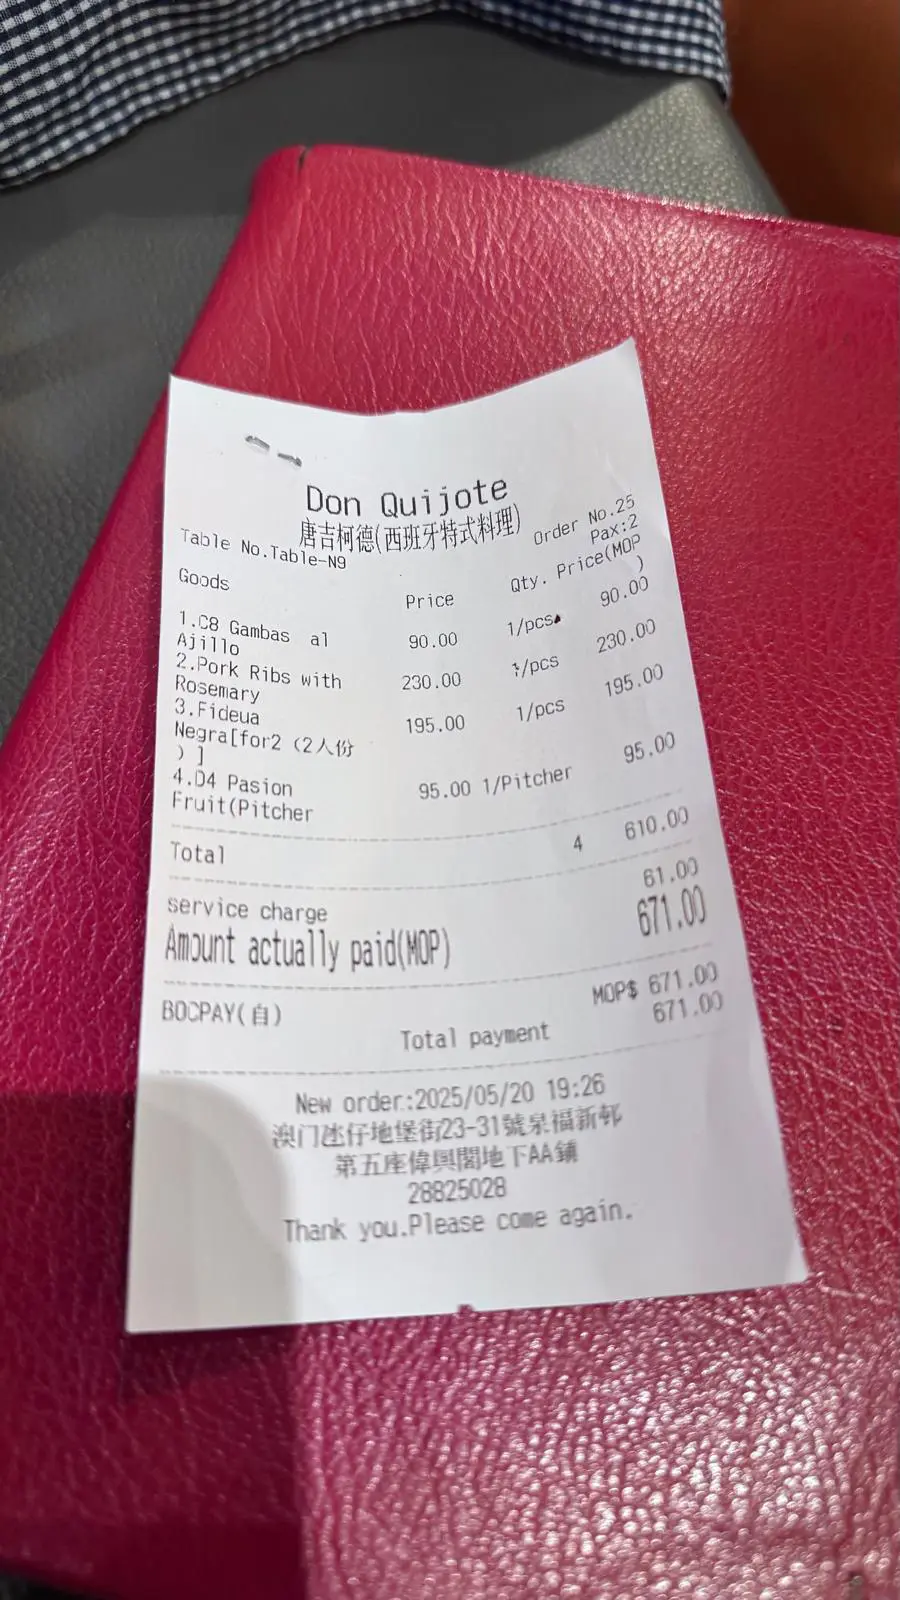 Don Quijote
唐吉柯德(西班牙特式料理)
Table No.Table-N9
Order No.25
Pax:2
Goods Price Qty. Price(MOP
)
1.C8 Gambas al 90.00 1/pcs 90.00
Ajillo
2.Pork Ribs with 230.00 1/pcs 230.00
Rosemary
3.Fideua 195.00 1/pcs 195.00
Negra[for2（2人份
）]
4.D4 Pasion 95.00 1/Pitcher 95.00
Fruit(Pitcher
Total 4 610.00
service charge 61.00
Amount actually paid(MOP) 671.00
BOCPAY(自) MOP$ 671.00
Total payment 671.00
New order:2025/05/20 19:26
澳门氹仔地堡街23-31號泉福新邨
第五座偉興閣地下AA鋪
28825028
Thank you.Please come again.